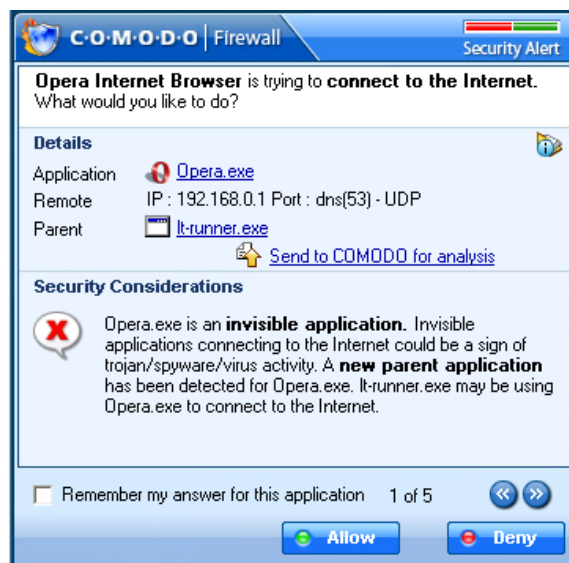 C·O·M·O·D·O Firewall
Security Alert
Opera Internet Browser is trying to connect to the Internet.
What would you like to do?
Details
Application Opera.exe
Remote IP : 192.168.0.1 Port : dns(53) - UDP
Parent lt-runner.exe
Send to COMODO for analysis
Security Considerations
Opera.exe is an invisible application. Invisible
applications connecting to the Internet could be a sign of
trojan/spyware/virus activity. A new parent application
has been detected for Opera.exe. lt-runner.exe may be using
Opera.exe to connect to the Internet.
Remember my answer for this application 1 of 5
Allow Deny